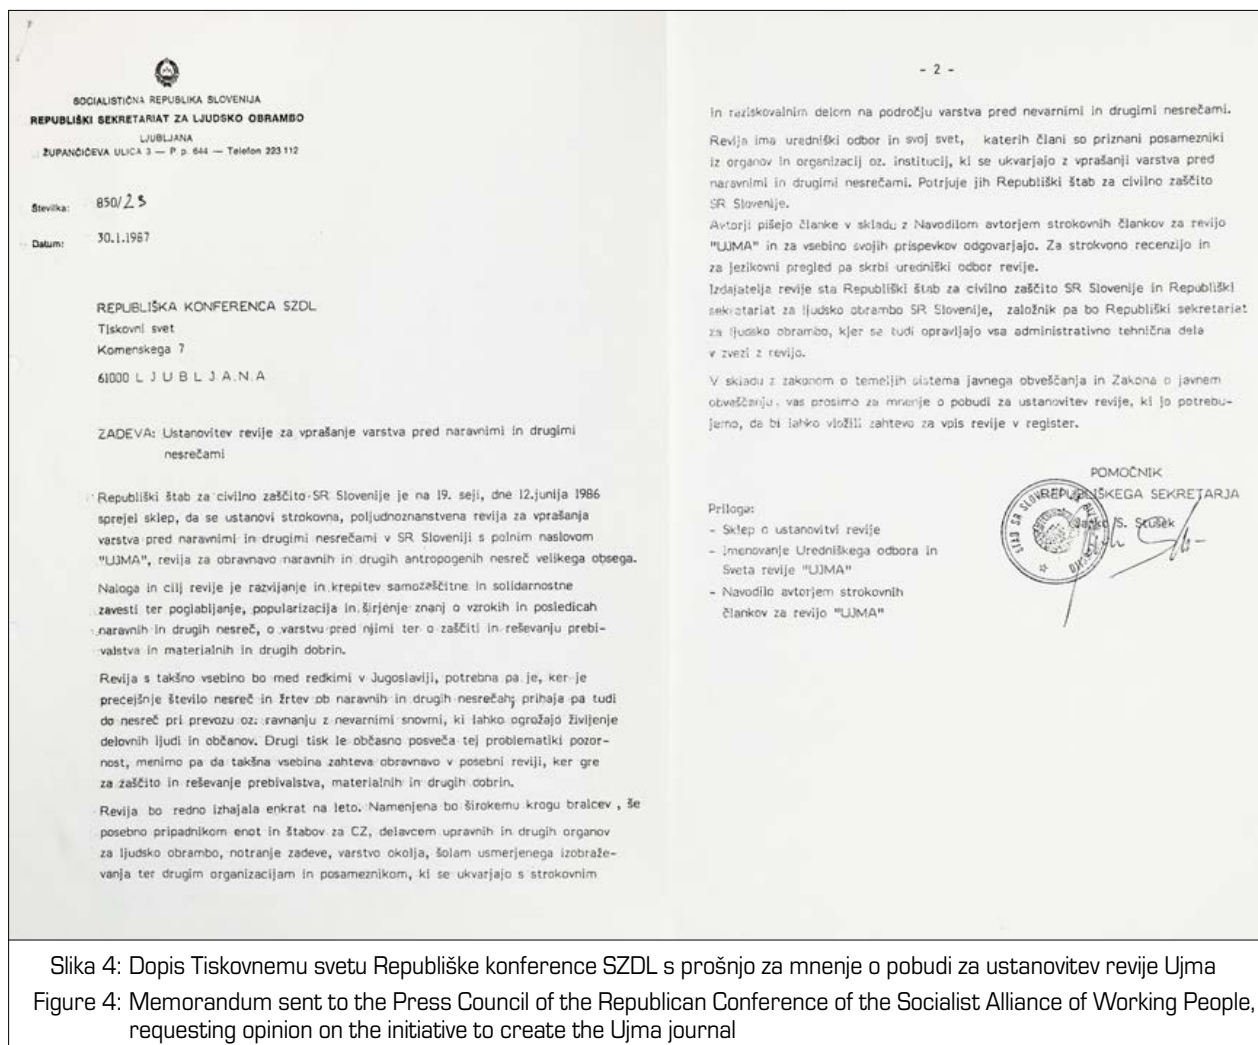 SOCIALISTIČNA REPUBLIKA SLOVENIJA
REPUBLIŠKI SEKRETARIAT ZA LJUDSKO OBRAMBO
LJUBLJANA
ŽUPANČIČEVA ULICA 3 — P. p. 644 — Telefon 223 112
Številka: 850/23
Datum: 30.1.1987
REPUBLIŠKA KONFERENCA SZDL
Tiskovni svet
Komenskega 7
61000 L J U B L J A N A
ZADEVA: Ustanovitev revije za vprašanje varstva pred naravnimi in drugimi
nesrečami
Republiški štab za civilno zaščito SR Slovenije je na 19. seji, dne 12.junija 1986
sprejel sklep, da se ustanovi strokovna, poljudnoznanstvena revija za vprašanja
varstva pred naravnimi in drugimi nesrečami v SR Sloveniji s polnim naslovom
"UJMA", revija za obravnavo naravnih in drugih antropogenih nesreč velikega obsega.
Naloga in cilj revije je razvijanje in krepitev samozaščitne in solidarnostne
zavesti ter poglabljanje, popularizacija in širjenje znanj o vzrokih in posledicah
naravnih in drugih nesreč, o varstvu pred njimi ter o zaščiti in reševanju prebi-
valstva in materialnih in drugih dobrin.
Revija s takšno vsebino bo med redkimi v Jugoslaviji, potrebna pa je, ker je
precejšnje število nesreč in žrtev ob naravnih in drugih nesrečah; prihaja pa tudi
do nesreč pri prevozu oz. ravnanju z nevarnimi snovmi, ki lahko ogrožajo življenje
delovnih ljudi in občanov. Drugi tisk le občasno posveča tej problematiki pozor-
nost, menimo pa da takšna vsebina zahteva obravnavo v posebni reviji, ker gre
za zaščito in reševanje prebivalstva, materialnih in drugih dobrin.
Revija bo redno izhajala enkrat na leto. Namenjena bo širokemu krogu bralcev , še
posebno pripadnikom enot in štabov za CZ, delavcem upravnih in drugih organov
za ljudsko obrambo, notranje zadeve, varstvo okolja, šolam usmerjenega izobraže-
vanja ter drugim organizacijam in posameznikom, ki se ukvarjajo s strokovnim
- 2 -
in raziskovalnim delom na področju varstva pred nevarnimi in drugimi nesrečami.
Revija ima uredniški odbor in svoj svet, katerih člani so priznani posamezniki
iz organov in organizacij oz. institucij, ki se ukvarjajo z vprašanji varstva pred
naravnimi in drugimi nesrečami. Potrjuje jih Republiški štab za civilno zaščito
SR Slovenije.
Avtorji pišejo članke v skladu z Navodilom avtorjem strokovnih člankov za revijo
"UJMA" in za vsebino svojih prispevkov odgovarjajo. Za strokvono recenzijo in
za jezikovni pregled pa skrbi uredniški odbor revije.
Izdajatelja revije sta Republiški štab za civilno zaščito SR Slovenije in Republiški
sekretariat za ljudsko obrambo SR Slovenije, založnik pa bo Republiški sekretariat
za ljudsko obrambo, kjer se tudi opravljajo vsa administrativno tehnična dela
v zvezi z revijo.
V skladu z zakonom o temeljih sistema javnega obveščanja in Zakona o javnem
obveščanju, vas prosimo za mnenje o pobudi za ustanovitev revije, ki jo potrebu-
jemo, da bi lahko vložili zahtevo za vpis revije v register.
POMOČNIK
REPUBLIŠKEGA SEKRETARJA
Janko S. Stušek
Priloga:
- Sklep o ustanovitvi revije
- Imenovanje Uredniškega odbora in
Sveta revije "UJMA"
- Navodilo avtorjem strokovnih
člankov za revijo "UJMA"
Slika 4: Dopis Tiskovnemu svetu Republiške konference SZDL s prošnjo za mnenje o pobudi za ustanovitev revije Ujma
Figure 4: Memorandum sent to the Press Council of the Republican Conference of the Socialist Alliance of Working People,
requesting opinion on the initiative to create the Ujma journal